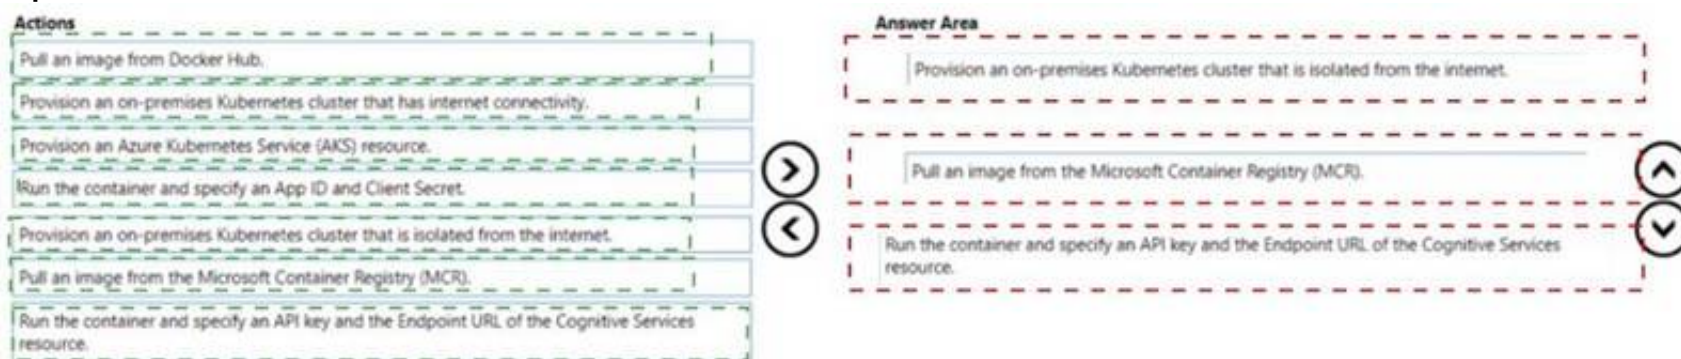 Actions
Pull an image from Docker Hub.
Provision an on-premises Kubernetes cluster that has internet connectivity.
Provision an Azure Kubernetes Service (AKS) resource.
Run the container and specify an App ID and Client Secret.
Provision an on-premises Kubernetes cluster that is isolated from the internet.
Pull an image from the Microsoft Container Registry (MCR).
Run the container and specify an API key and the Endpoint URL of the Cognitive Services
resource.
Answer Area
Provision an on-premises Kubernetes cluster that is isolated from the internet.
Pull an image from the Microsoft Container Registry (MCR).
Run the container and specify an API key and the Endpoint URL of the Cognitive Services
resource.